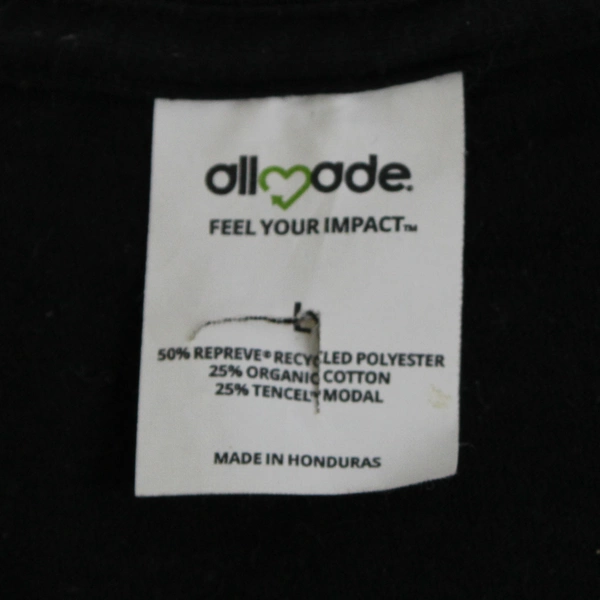 allmade.
FEEL YOUR IMPACT™
L
50% REPREVE® RECYCLED POLYESTER
25% ORGANIC COTTON
25% TENCEL™ MODAL
MADE IN HONDURAS